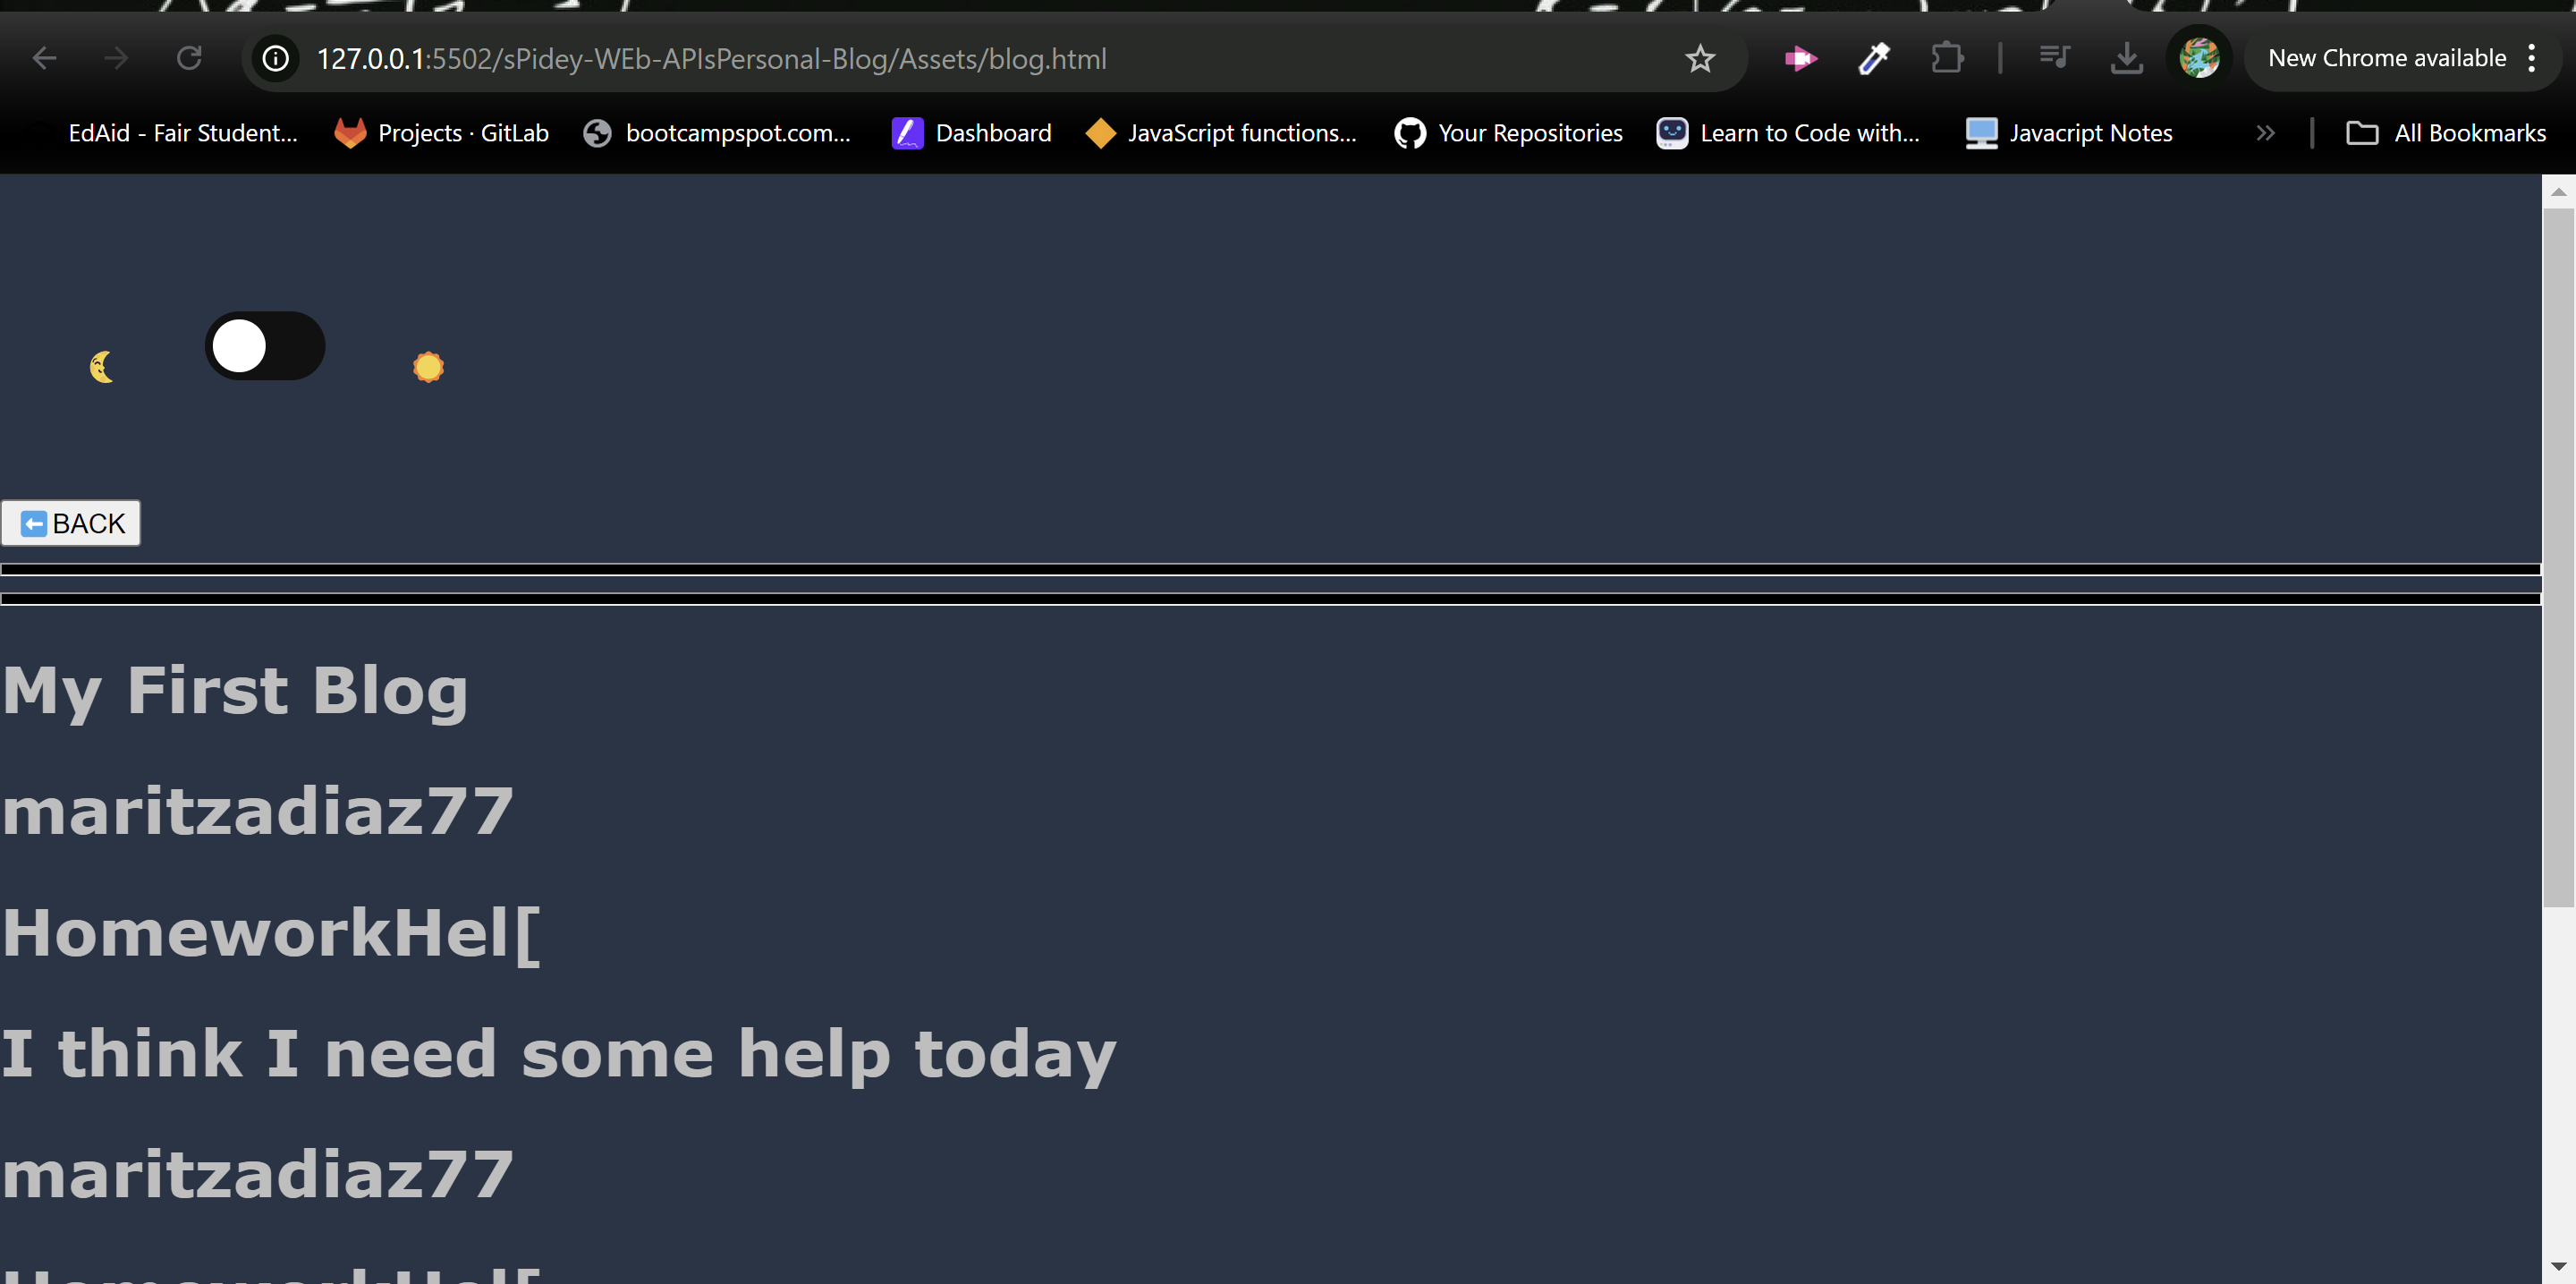 127.0.0.1:5502/sPidey-WEb-APIsPersonal-Blog/Assets/blog.html
New Chrome available
EdAid - Fair Student...
Projects · GitLab
bootcampspot.com...
Dashboard
JavaScript functions...
Your Repositories
Learn to Code with...
Javacript Notes
All Bookmarks
BACK
My First Blog
maritzadiaz77
HomeworkHel[
I think I need some help today
maritzadiaz77
HomeworkHel[